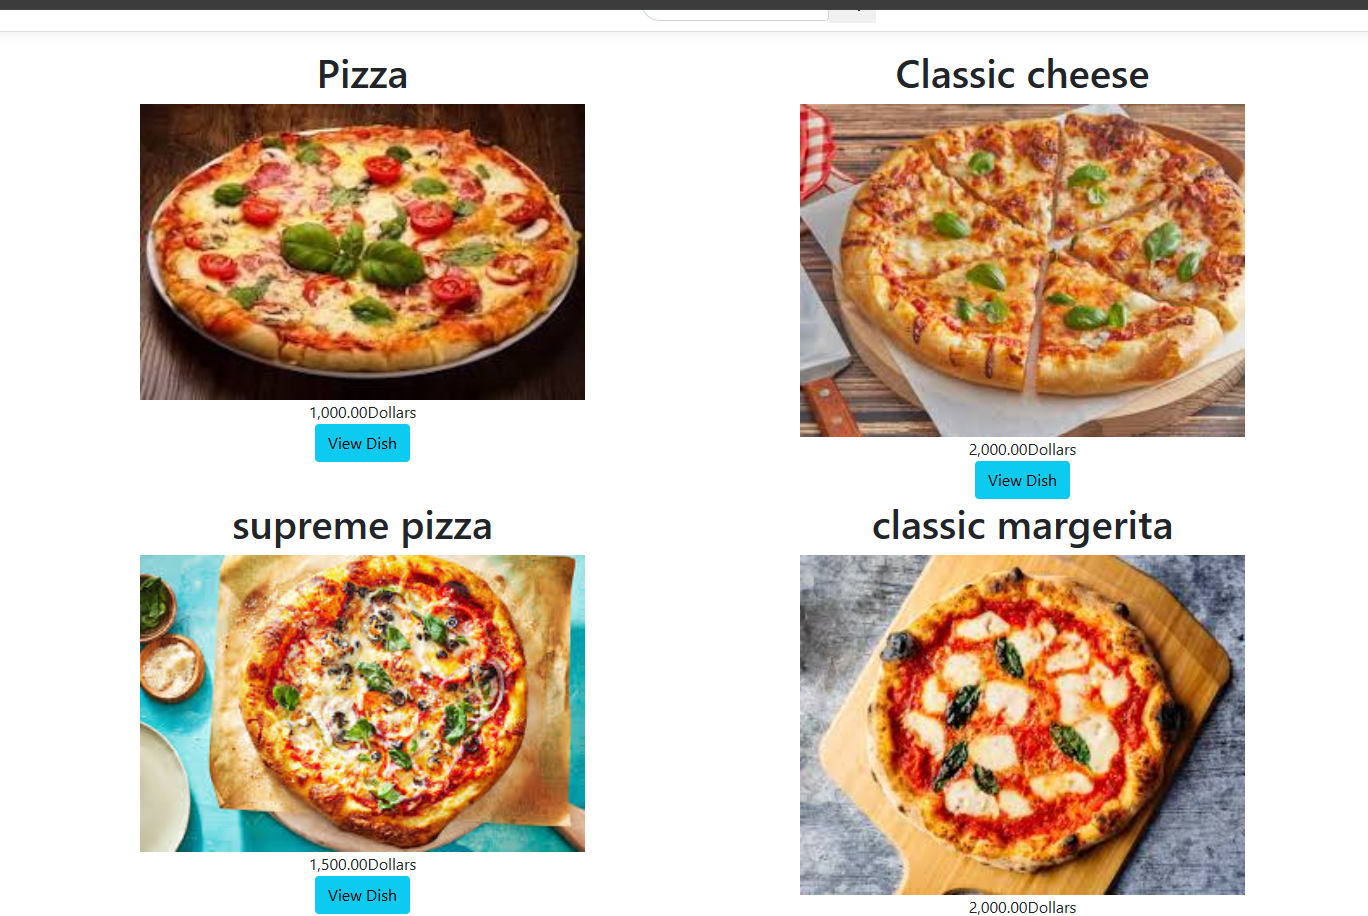 Pizza
Classic cheese
1,000.00Dollars
View Dish
2,000.00Dollars
View Dish
supreme pizza
classic margerita
1,500.00Dollars
View Dish
2,000.00Dollars